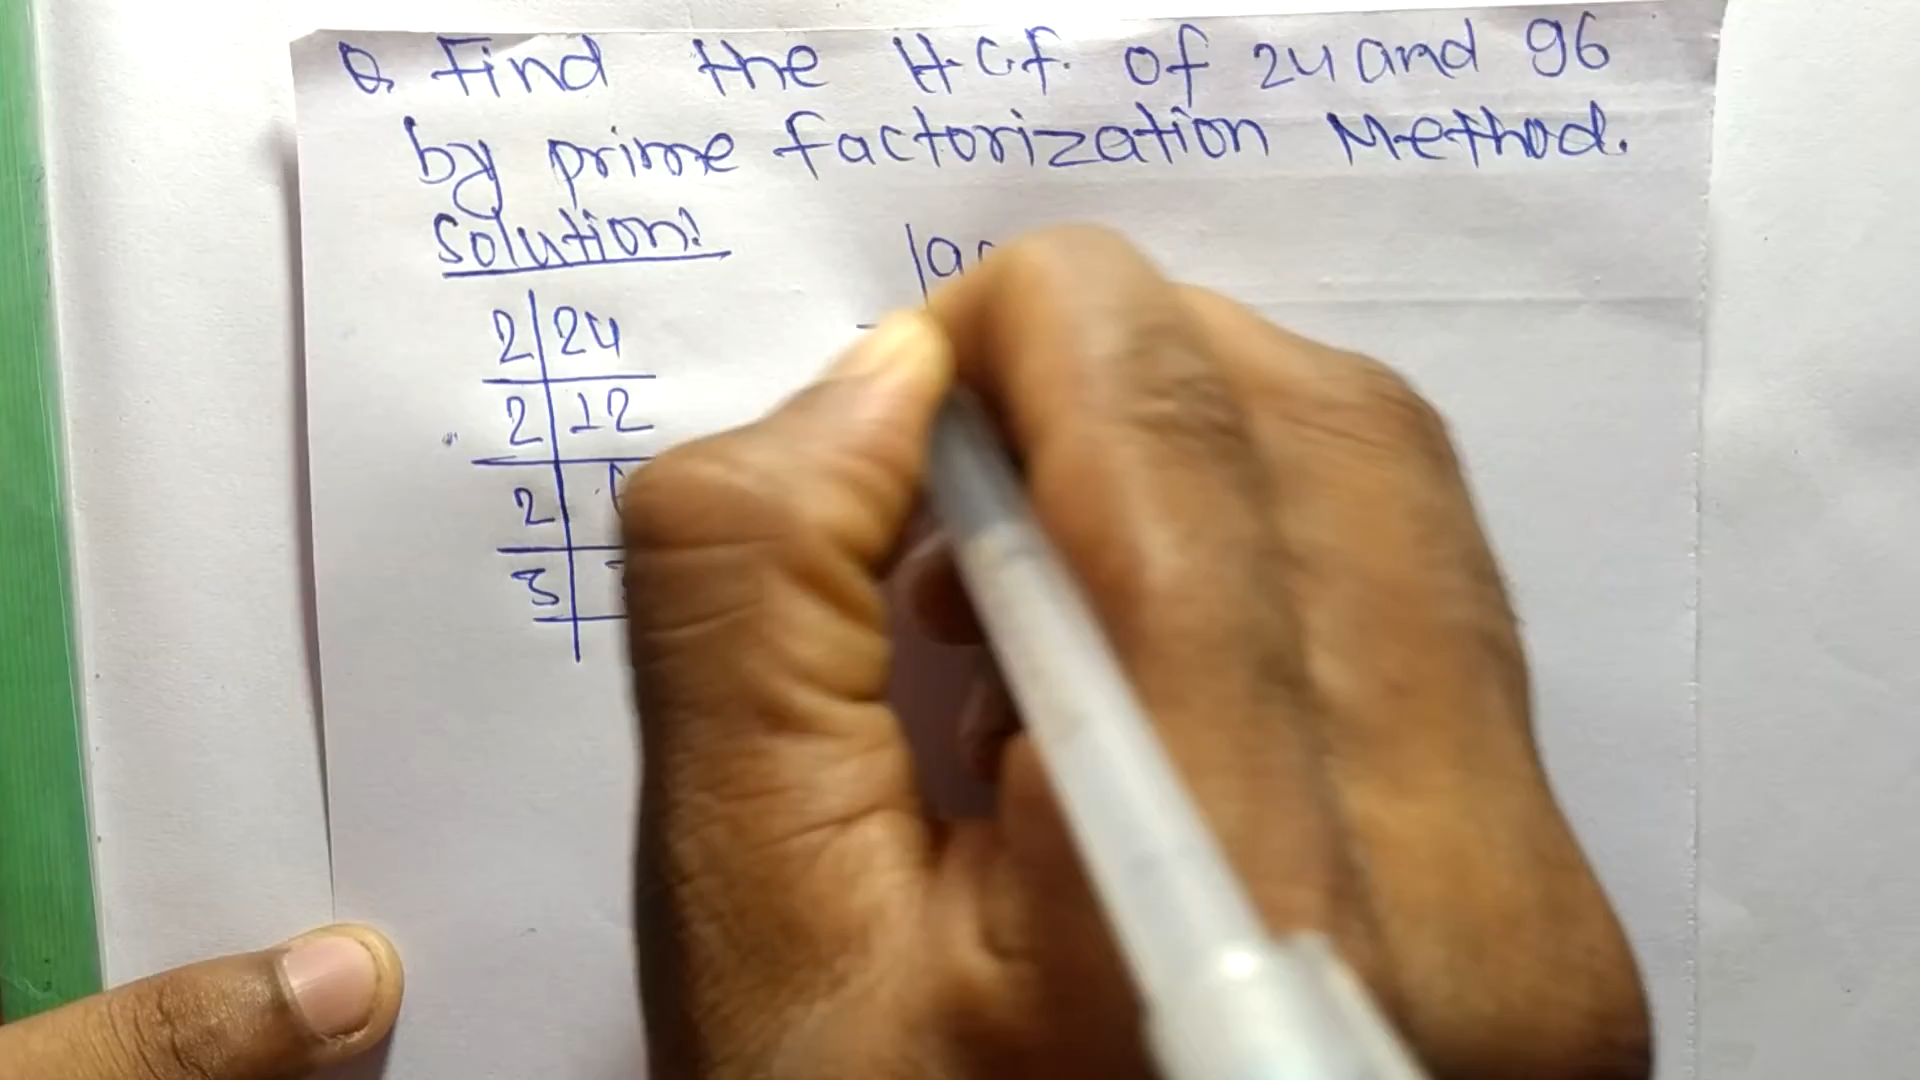 Q. Find the H.C.F. of 24 and 96
by prime factorization Method.
Solution:
2 24
2 12
2
3